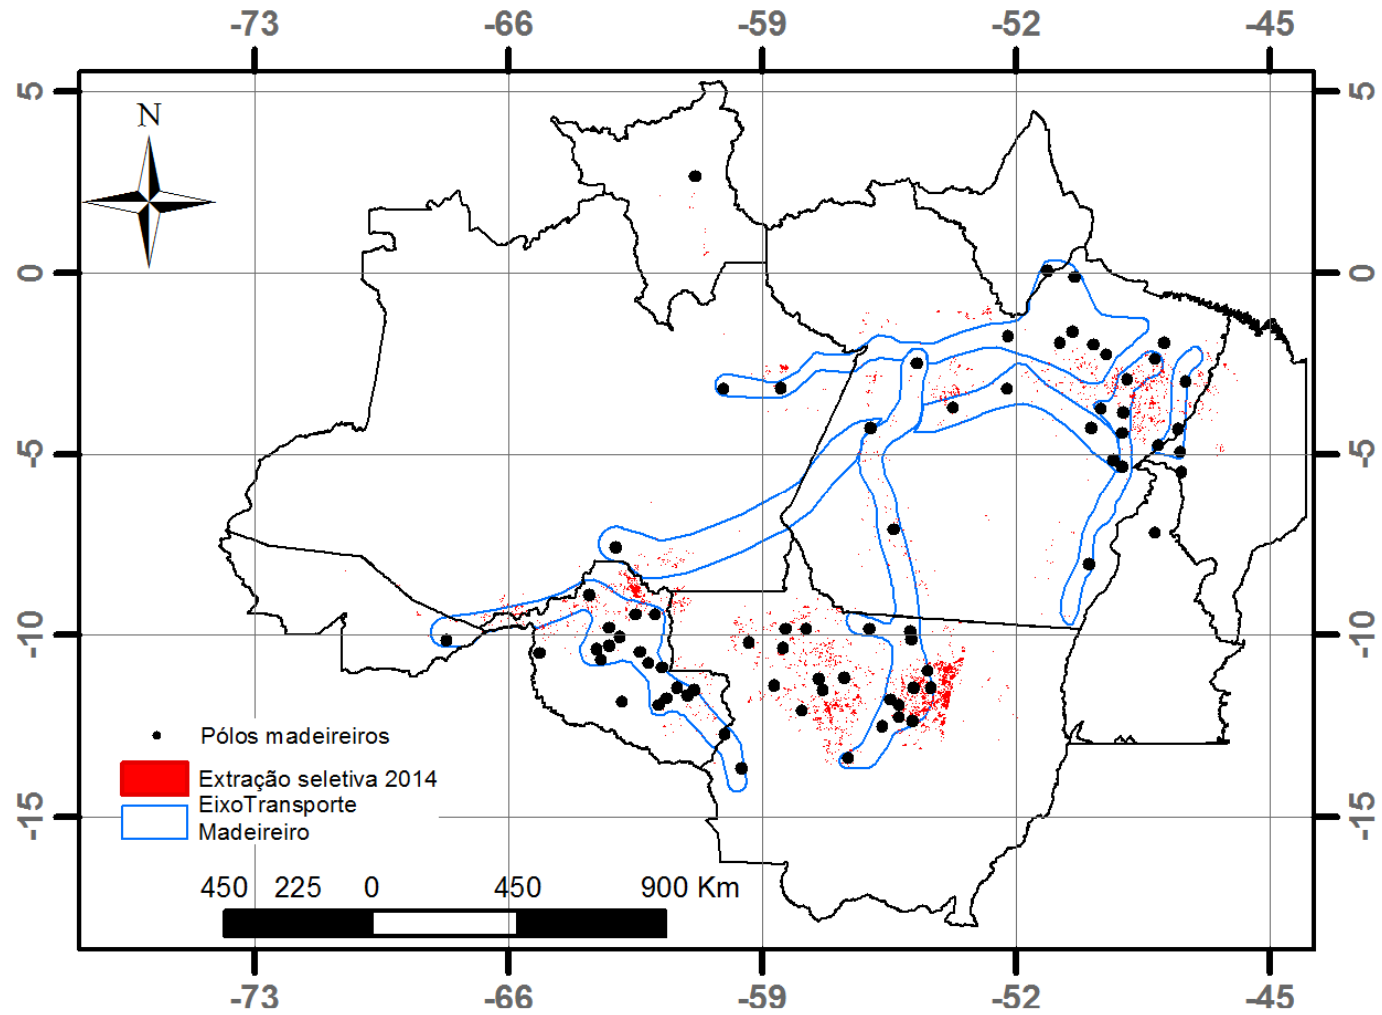 -73 -66 -59 -52 -45
5 5
N
0 0
-5 -5
-10 -10
Pólos madeireiros
Extração seletiva 2014
EixoTransporte
Madeireiro
-15 -15
450 225 0 450 900 Km
-73 -66 -59 -52 -45